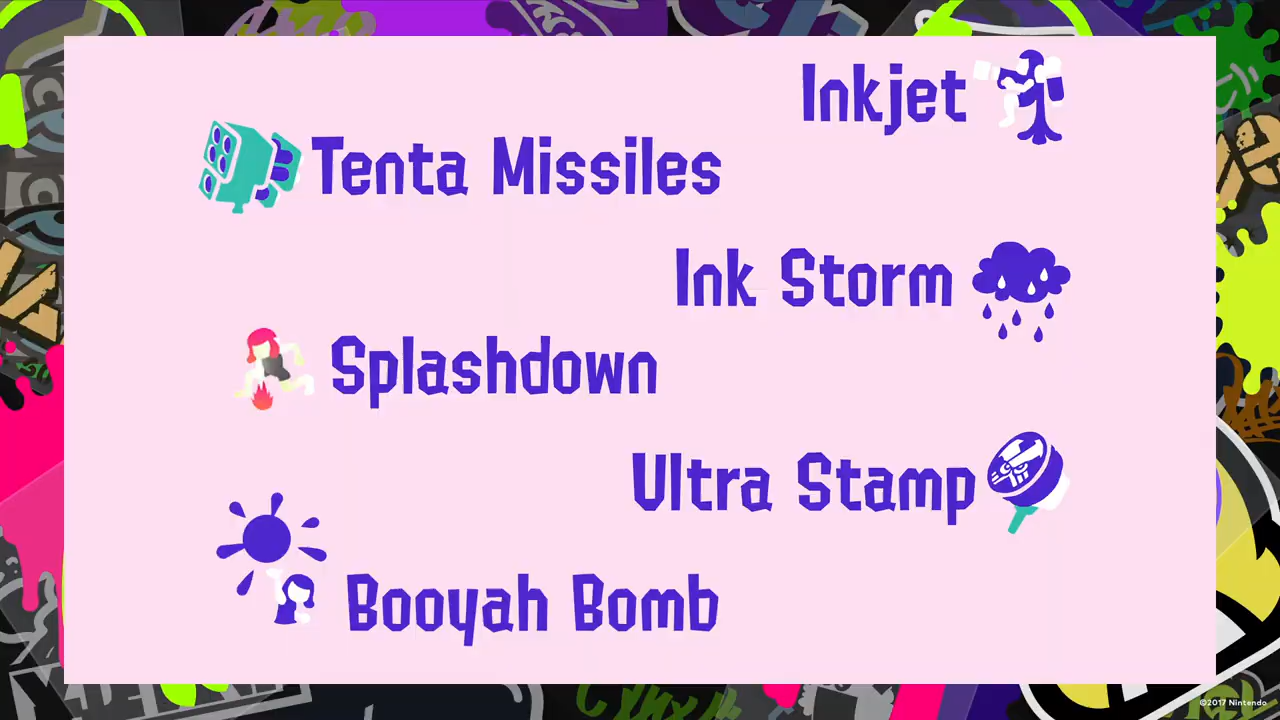 Inkjet
Tenta Missiles
Ink Storm
Splashdown
Ultra Stamp
Booyah Bomb
©2017 Nintendo